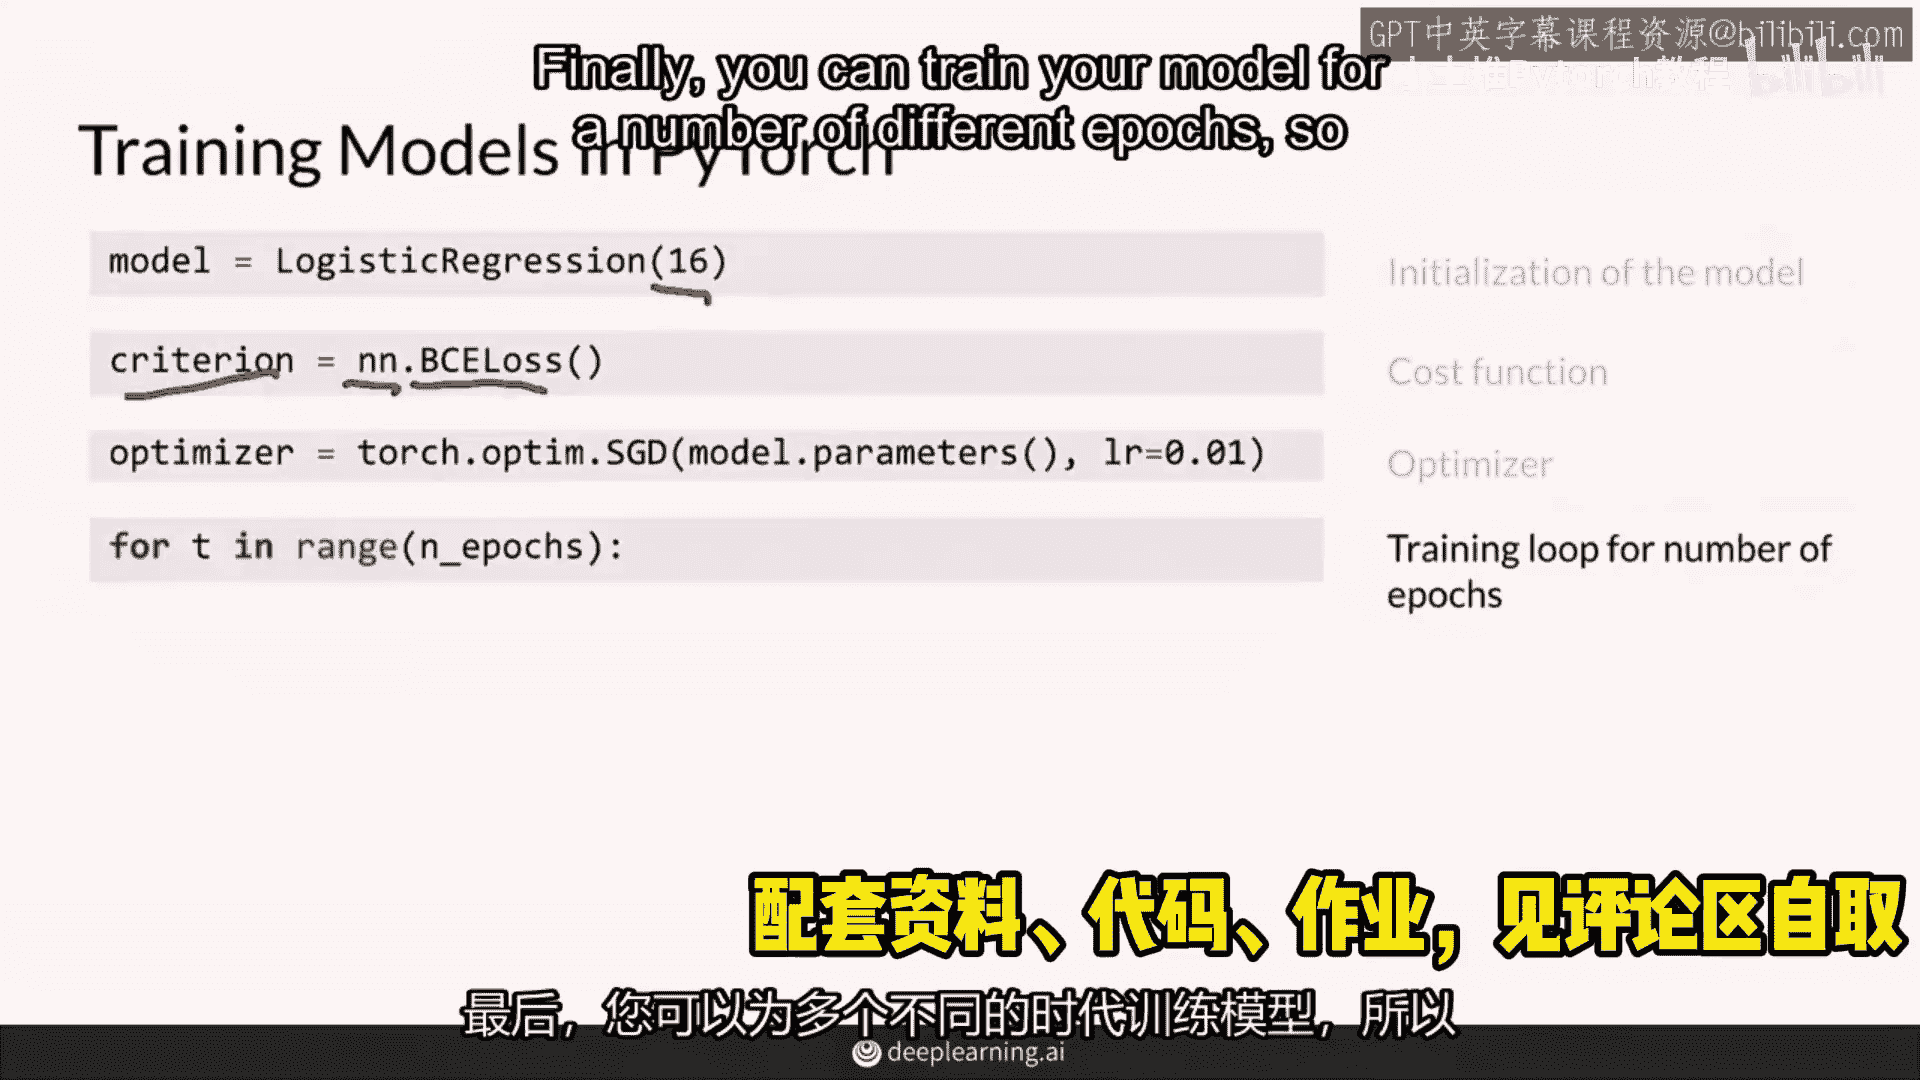 GPT中英字幕课程资源@bilibili.com
Finally, you can train your model for
a number of different epochs, so
Training Models in PyTorch
model = LogisticRegression(16)
Initialization of the model
criterion = nn.BCELoss()
Cost function
optimizer = torch.optim.SGD(model.parameters(), lr=0.01)
Optimizer
for t in range(n_epochs):
Training loop for number of
epochs
配套资料、代码、作业，见评论区自取
最后，您可以为多个不同的时代训练模型，所以
deeplearning.ai